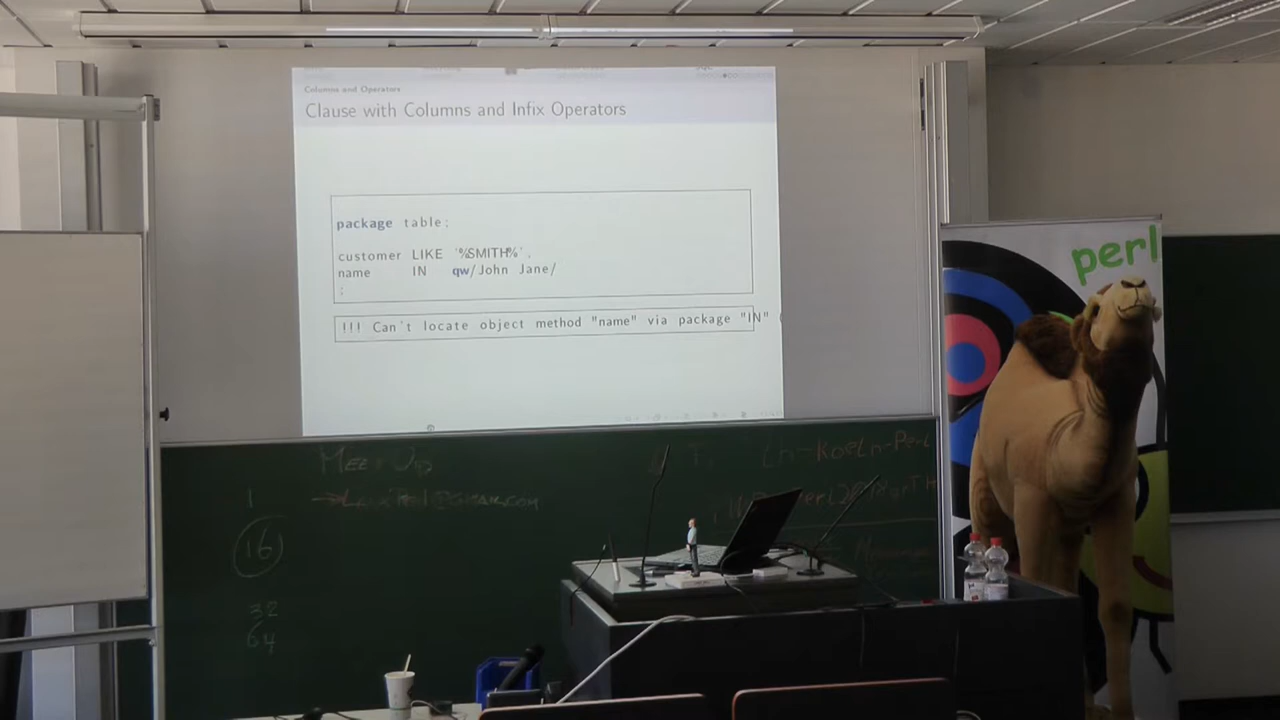 Columns and Operators
Clause with Columns and Infix Operators
package table;
customer LIKE '%SMITH%',
name IN qw/John Jane/
;
!!! Can't locate object method "name" via package "IN" (
perl
1
16
32
64